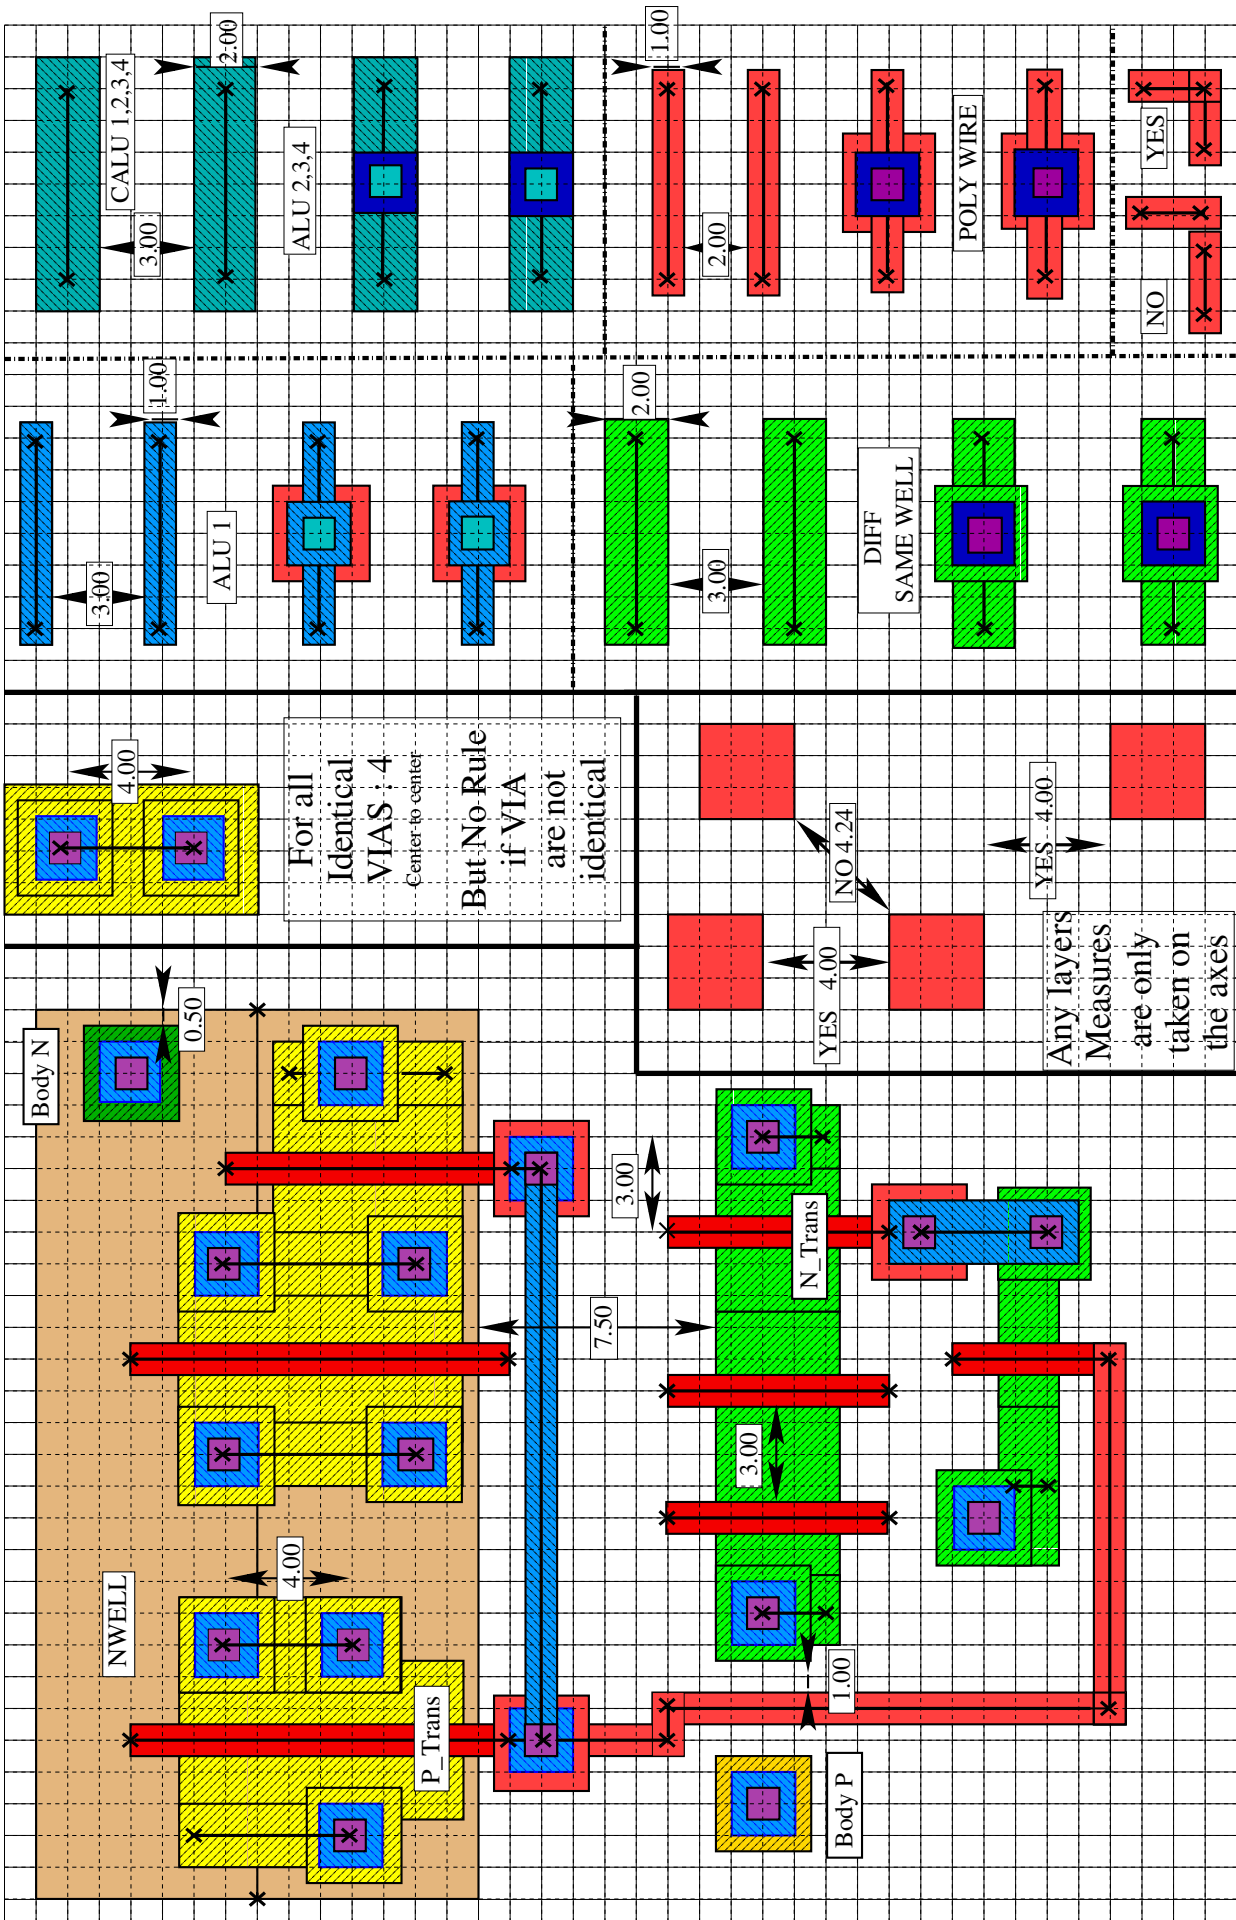 CALU 1,2,3,4
2.00
3.00
ALU 2,3,4
1.00
2.00
POLY WIRE
YES
NO
1.00
3.00
ALU 1
2.00
3.00
DIFF
SAME WELL
4.00
For all
Identical
VIAS : 4
Center to center
But No Rule
if VIA
are not
identical
NO 4.24
YES 4.00
YES 4.00
Any layers
Measures
are only
taken on
the axes
Body N
0.50
NWELL
4.00
P_Trans
7.50
3.00
N_Trans
3.00
1.00
Body P